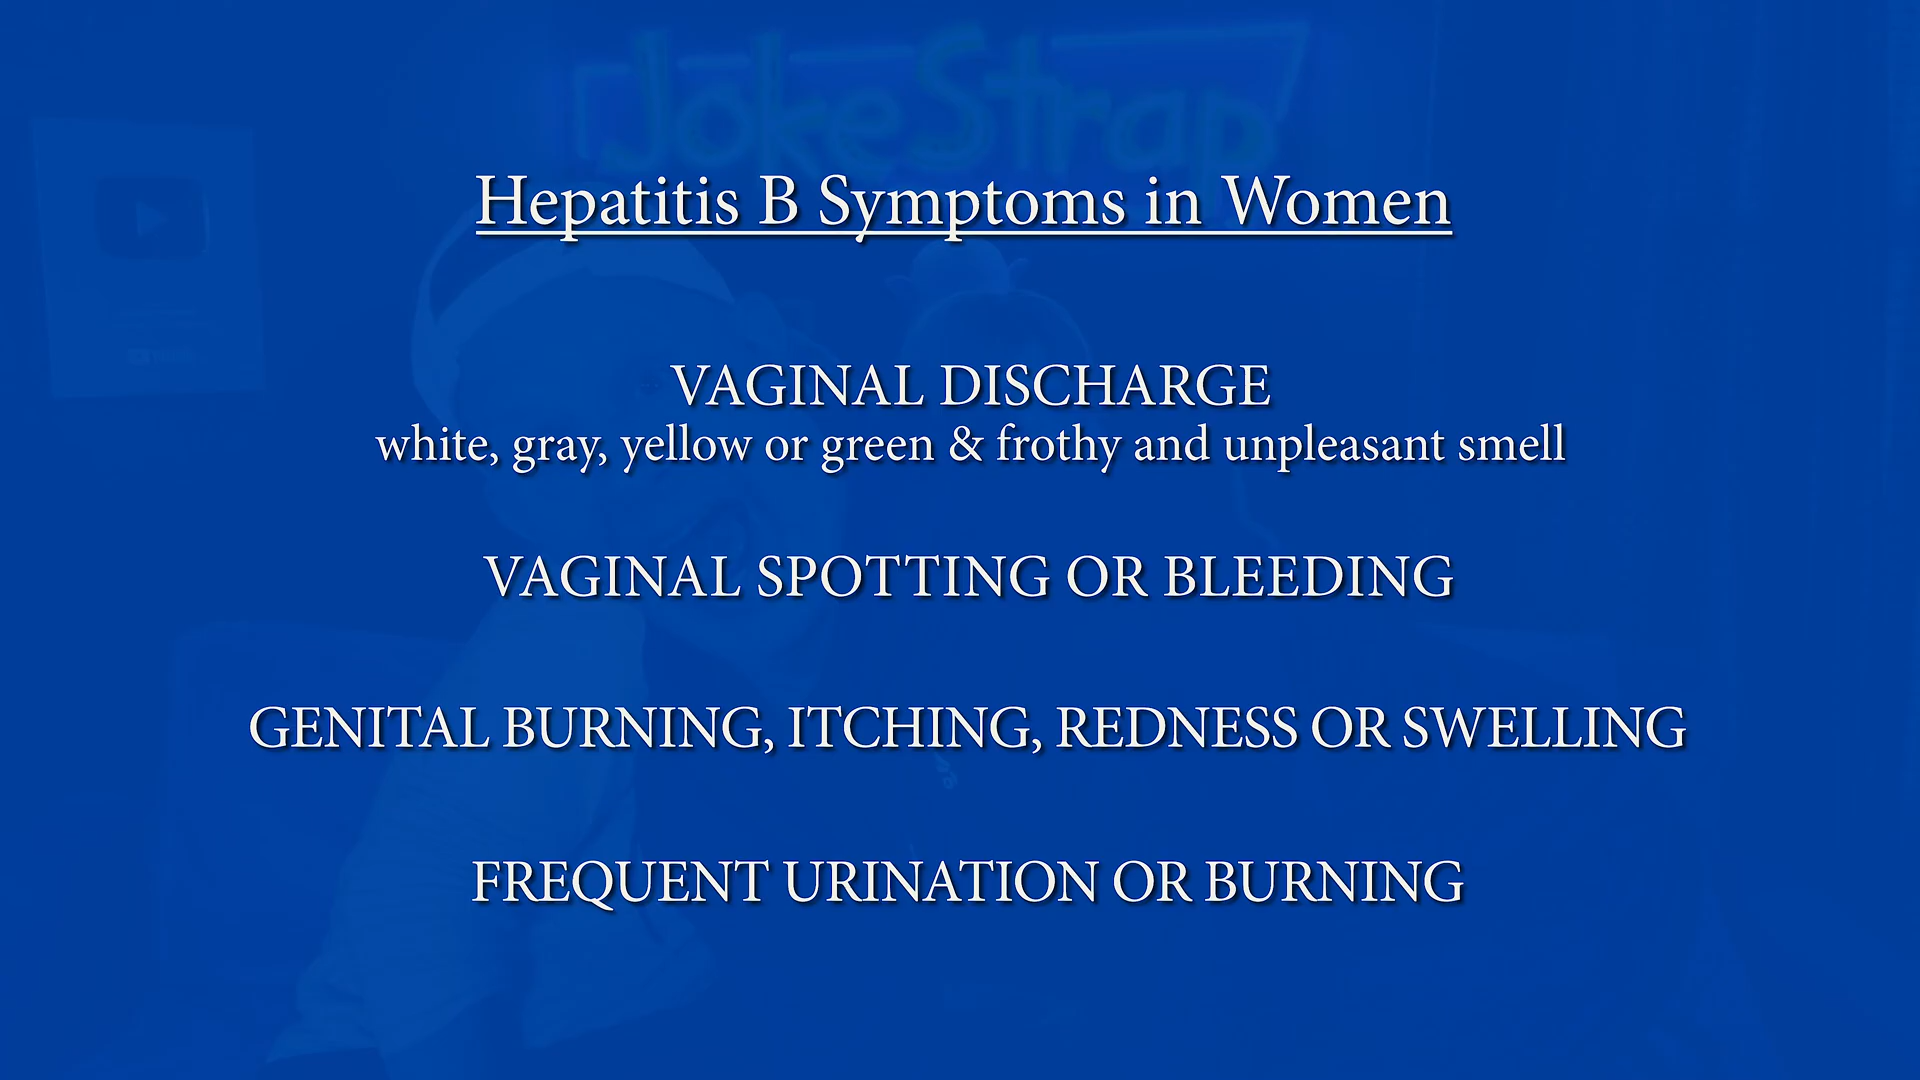 JokeStrap
Hepatitis B Symptoms in Women
VAGINAL DISCHARGE
white, gray, yellow or green & frothy and unpleasant smell
VAGINAL SPOTTING OR BLEEDING
GENITAL BURNING, ITCHING, REDNESS OR SWELLING
FREQUENT URINATION OR BURNING